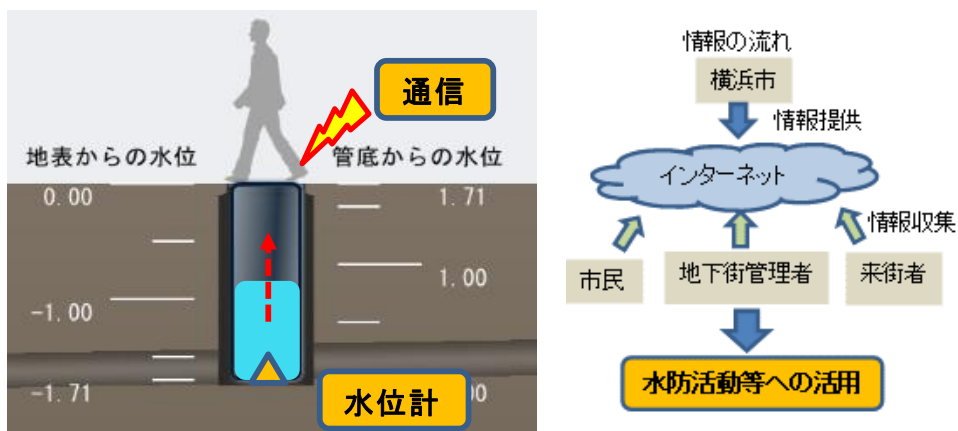 通信
地表からの水位
管底からの水位
0.00
1.71
1.00
-1.00
-1.71
水位計
00
情報の流れ
横浜市
情報提供
インターネット
情報収集
市民
地下街管理者
来街者
水防活動等への活用